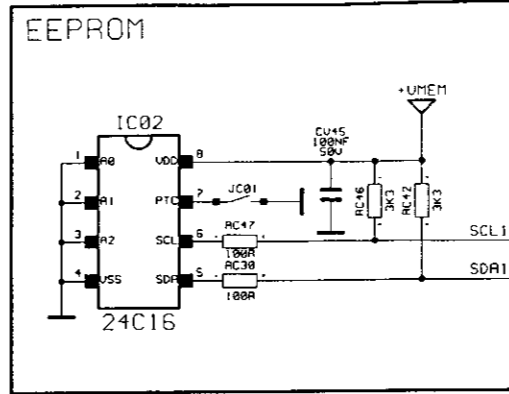 EEPROM
+VMEM
IC02
CV45
100NF
50V
1 A0
VDD 8
2 A1
PTC 7
JC01
RC46
3K3
RC42
3K3
3 A2
SCL 6
RC47
100R
SCL1
4 VSS
SDA 5
RC30
100R
SDA1
24C16